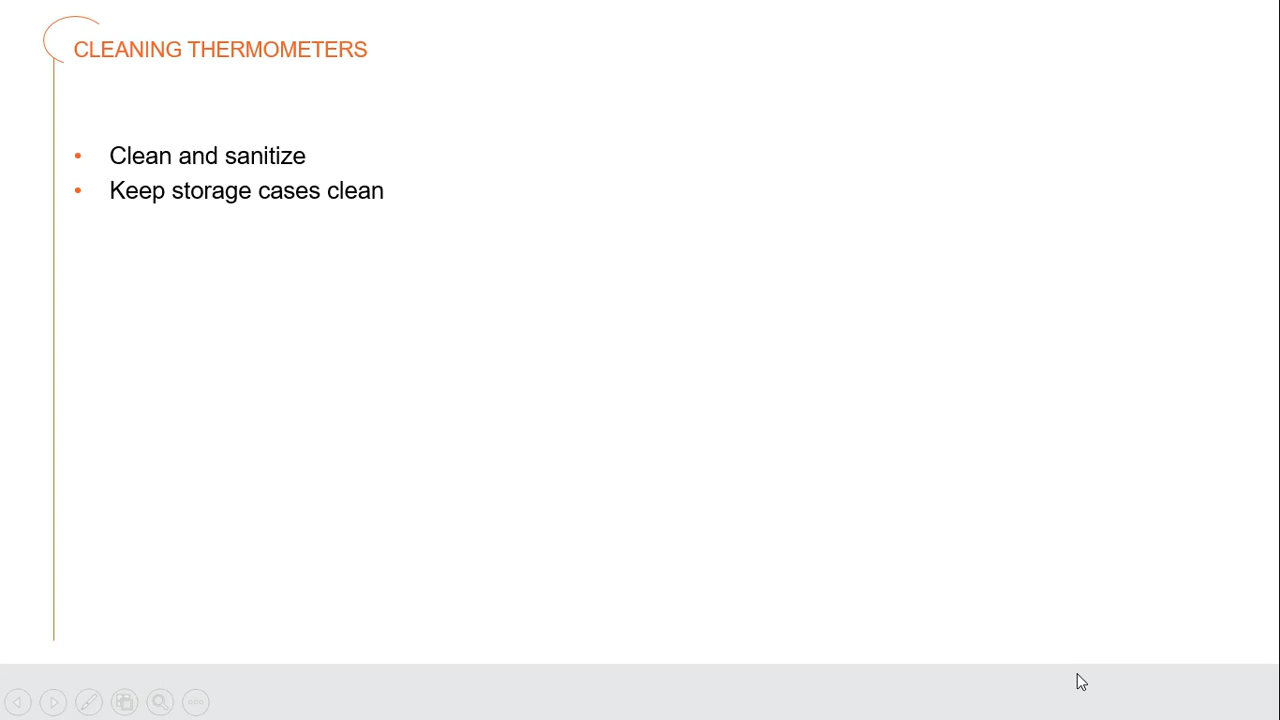 CLEANING THERMOMETERS
• Clean and sanitize
• Keep storage cases clean